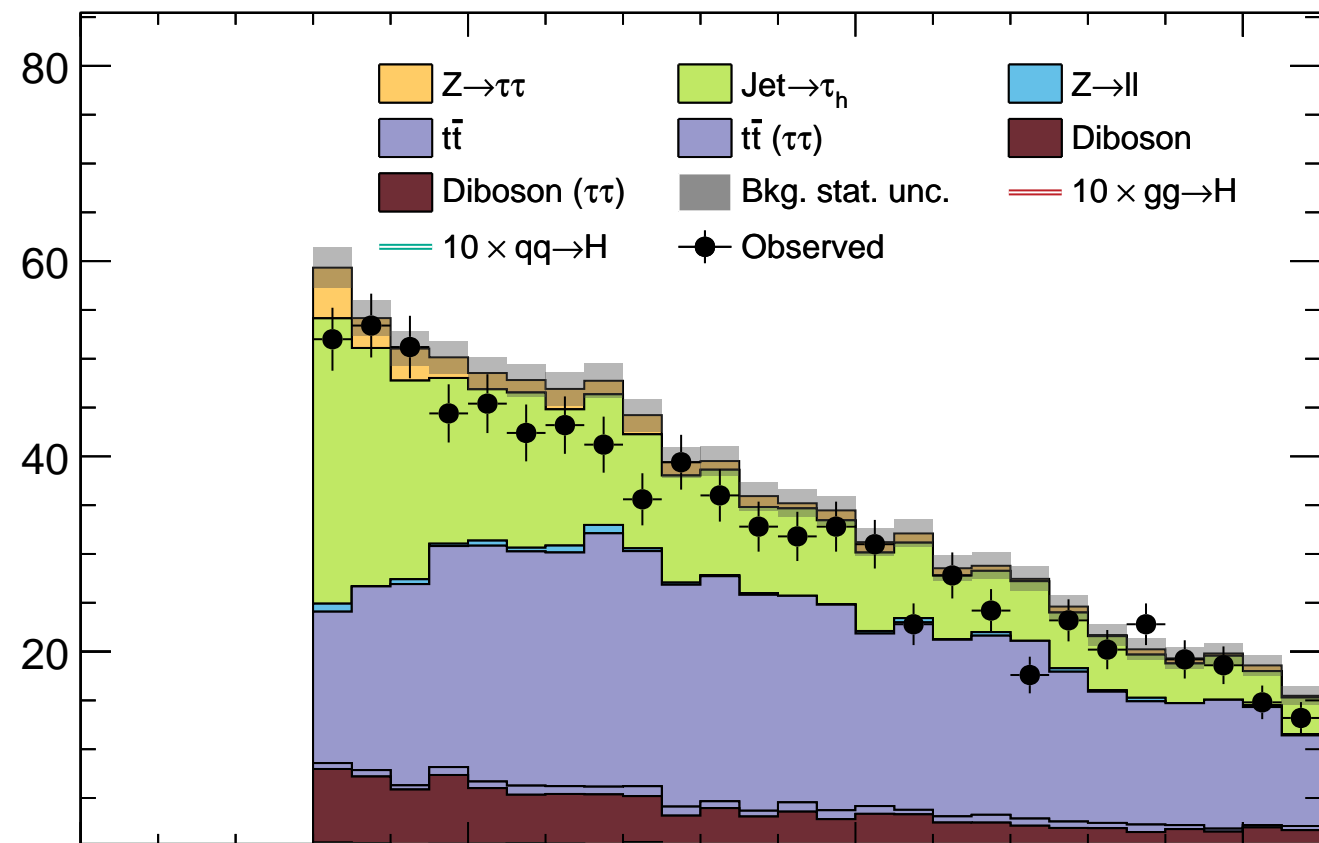 80
Z→ττ Jet→τₕ Z→ll
tt̄ tt̄ (ττ) Diboson
Diboson (ττ) Bkg. stat. unc. 10 × gg→H
10 × qq→H Observed
60
40
20